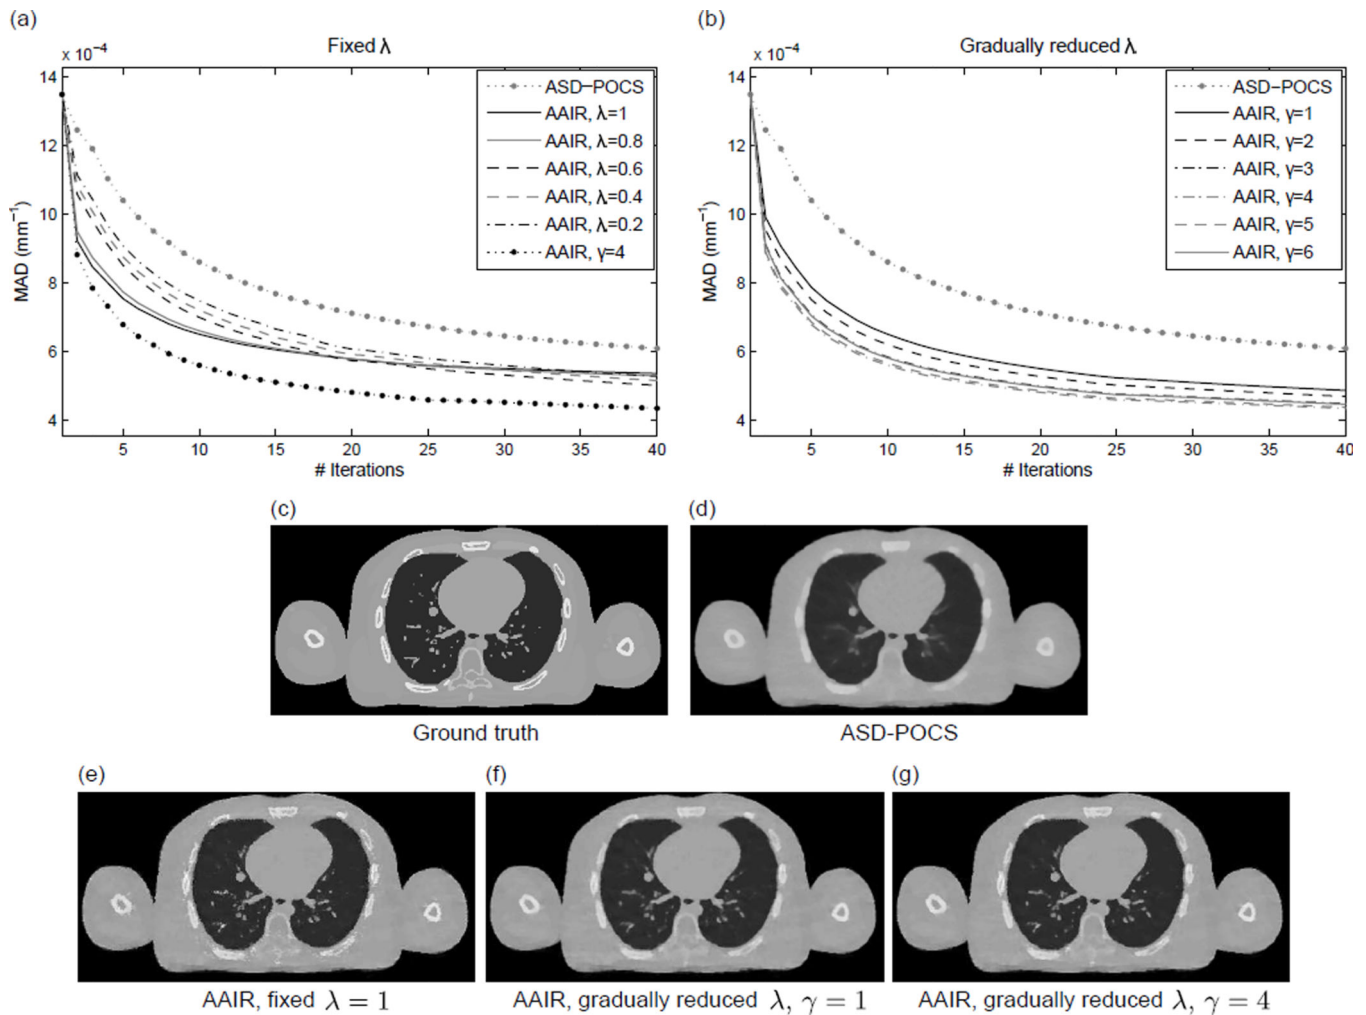 (a)
Fixed λ
x 10⁻⁴
MAD (mm⁻¹)
14
12
10
8
6
4
5 10 15 20 25 30 35 40
# Iterations
ASD−POCS
AAIR, λ=1
AAIR, λ=0.8
AAIR, λ=0.6
AAIR, λ=0.4
AAIR, λ=0.2
AAIR, γ=4
(b)
Gradually reduced λ
x 10⁻⁴
MAD (mm⁻¹)
14
12
10
8
6
4
5 10 15 20 25 30 35 40
# Iterations
ASD−POCS
AAIR, γ=1
AAIR, γ=2
AAIR, γ=3
AAIR, γ=4
AAIR, γ=5
AAIR, γ=6
(c)
Ground truth
(d)
ASD-POCS
(e)
AAIR, fixed λ = 1
(f)
AAIR, gradually reduced λ, γ = 1
(g)
AAIR, gradually reduced λ, γ = 4